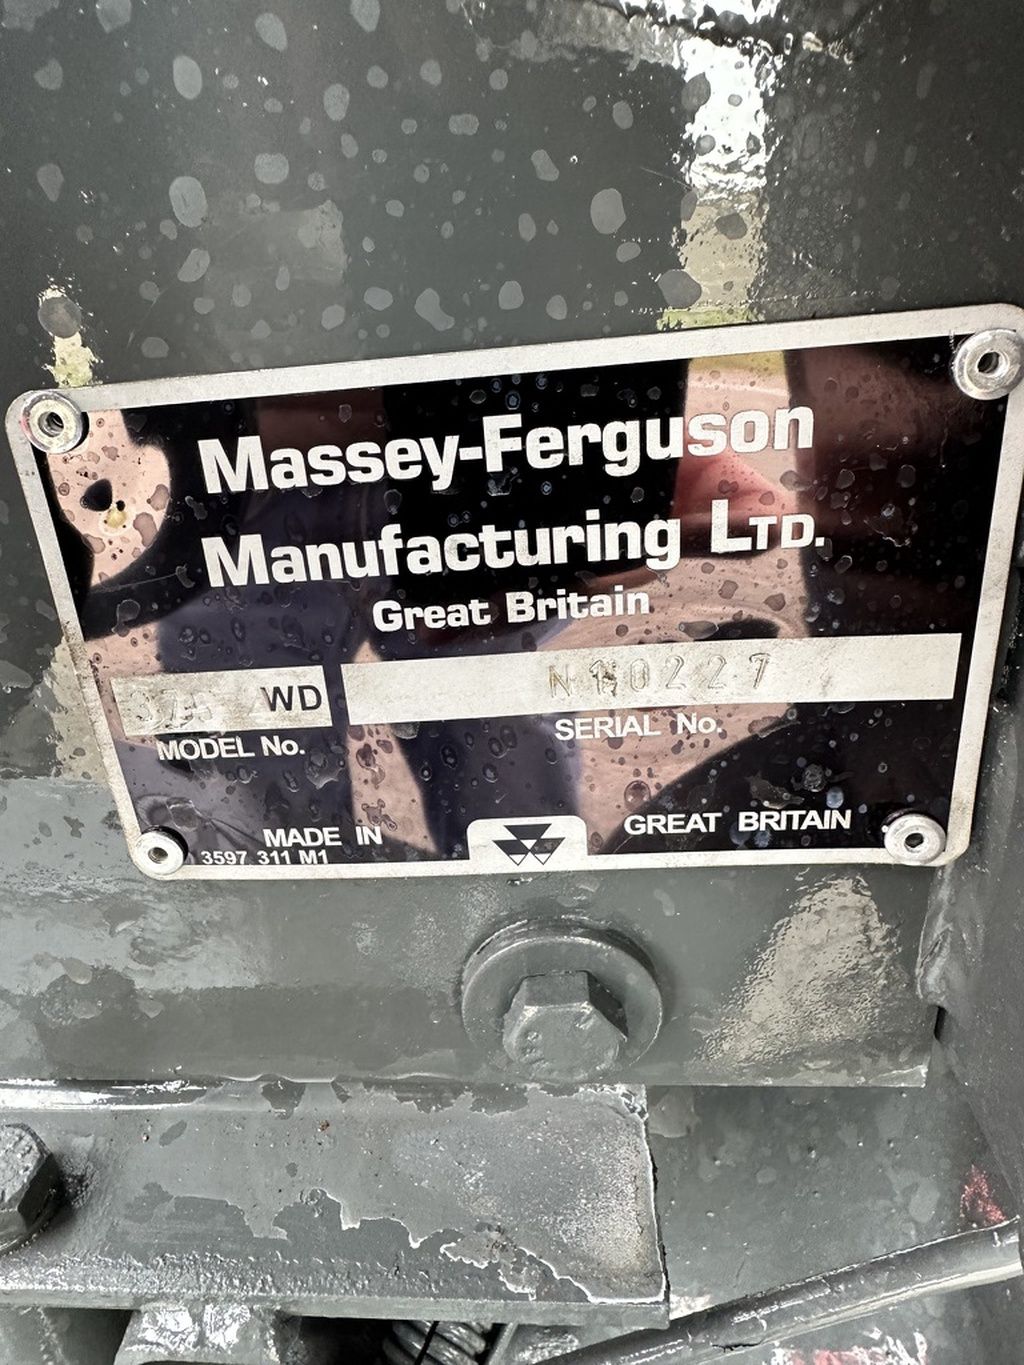 Massey-Ferguson
Manufacturing LTD.
Great Britain
WD
MODEL No.
SERIAL No.
MADE IN
GREAT BRITAIN
3597 311 M1